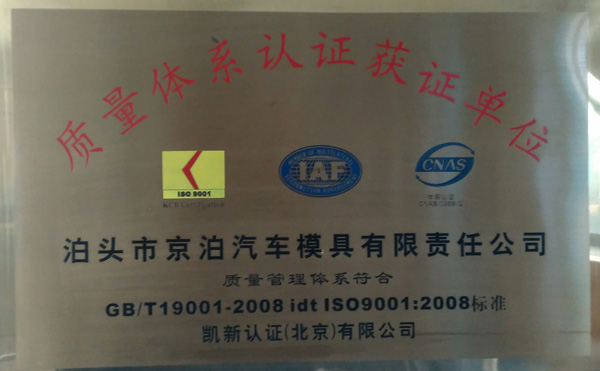 质量体系认证获证单位
ISO 9001
IAF
CNAS
泊头市京泊汽车模具有限责任公司
质量管理体系符合
GB/T19001-2008 idt ISO9001:2008标准
凯新认证(北京)有限公司